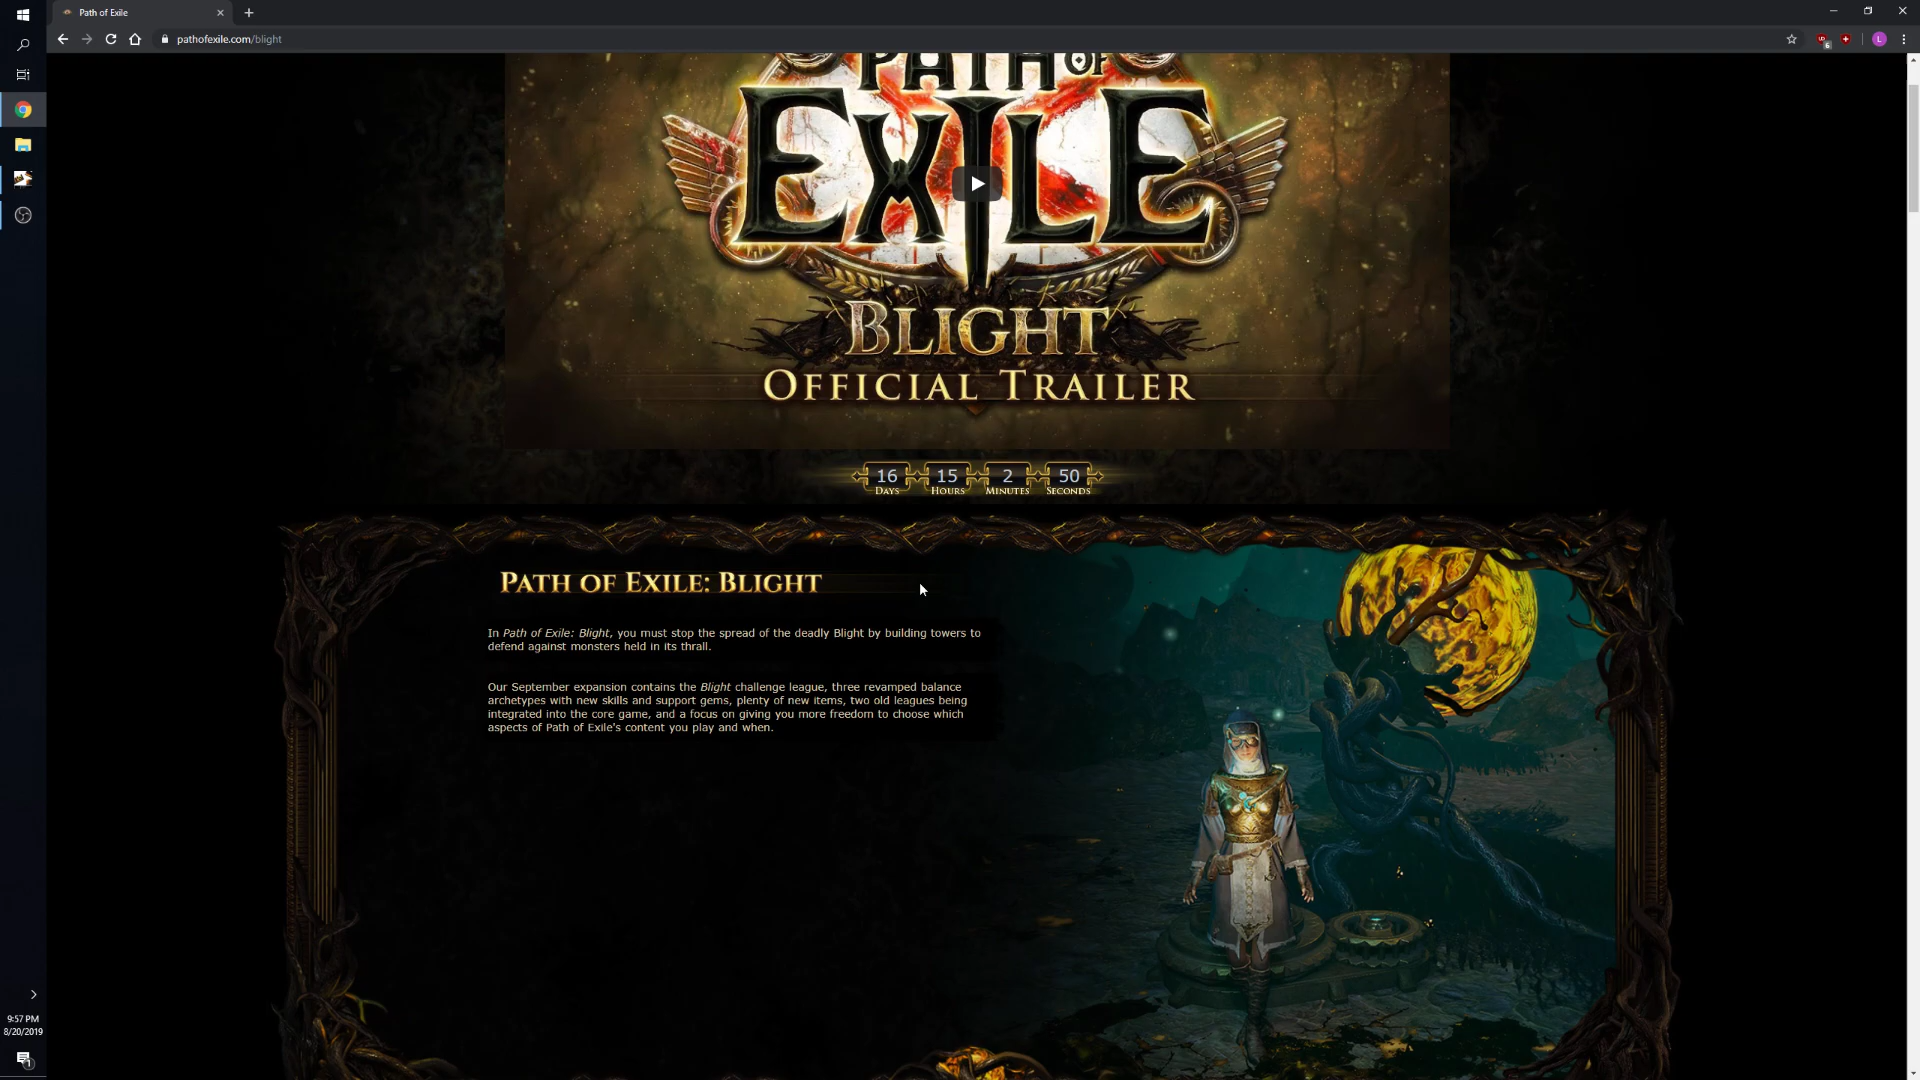 Path of Exile
pathofexile.com/blight
6
L
PATH OF
EXILE
BLIGHT
OFFICIAL TRAILER
16 15 2 50
DAYS HOURS MINUTES SECONDS
PATH OF EXILE: BLIGHT
In Path of Exile: Blight, you must stop the spread of the deadly Blight by building towers to
defend against monsters held in its thrall.
Our September expansion contains the Blight challenge league, three revamped balance
archetypes with new skills and support gems, plenty of new items, two old leagues being
integrated into the core game, and a focus on giving you more freedom to choose which
aspects of Path of Exile's content you play and when.
9:57 PM
8/20/2019
1